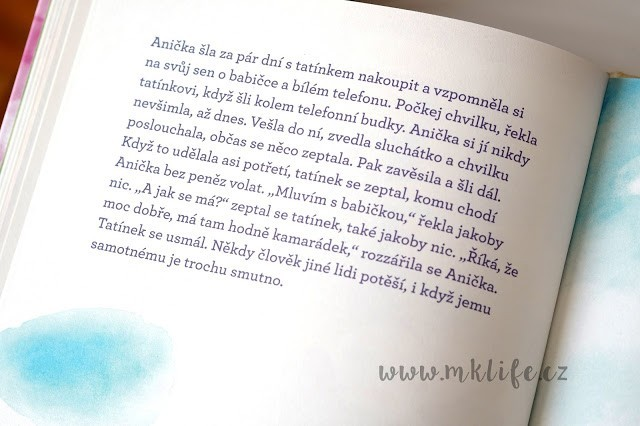 Anička šla za pár dní s tatínkem nakoupit a vzpomněla si
na svůj sen o babičce a bílém telefonu. Počkej chvilku, řekla
tatínkovi, když šli kolem telefonní budky. Anička si jí nikdy
nevšimla, až dnes. Vešla do ní, zvedla sluchátko a chvilku
poslouchala, občas se něco zeptala. Pak zavěsila a šli dál.
Když to udělala asi potřetí, tatínek se zeptal, komu chodí
Anička bez peněz volat. „Mluvím s babičkou,“ řekla jakoby
nic. „A jak se má?“ zeptal se tatínek, také jakoby nic. „Říká, že
moc dobře, má tam hodně kamarádek,“ rozzářila se Anička.
Tatínek se usmál. Někdy člověk jiné lidi potěší, i když jemu
samotnému je trochu smutno.
www.mklife.cz